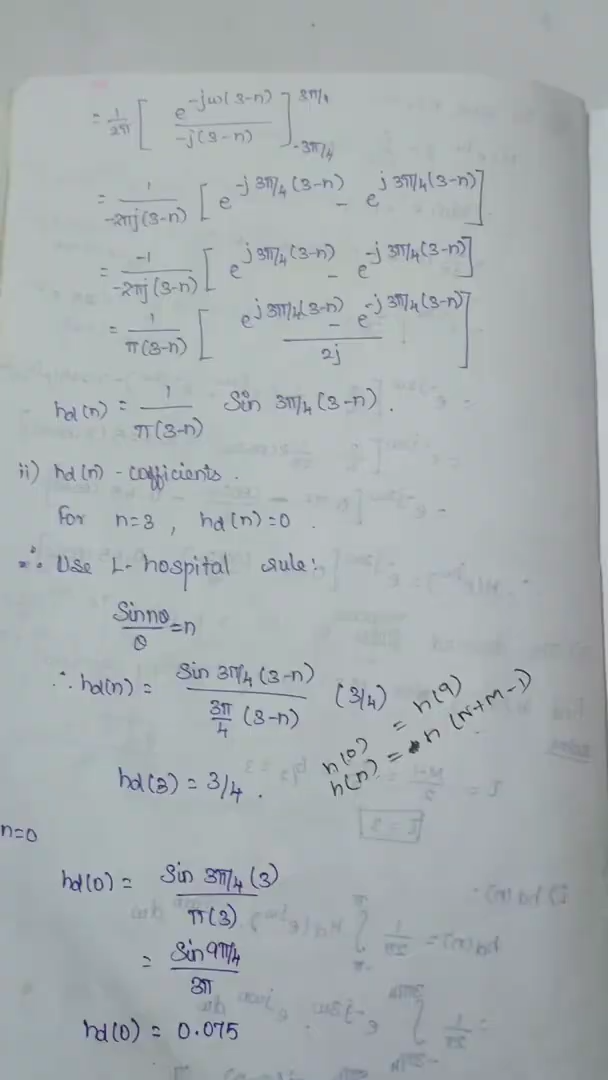 = 1/2π [ e^-jω(3-n) / -j(3-n) ]_-3π/4^3π/4
= 1/-2πj(3-n) [ e^-j3π/4(3-n) - e^j3π/4(3-n) ]
= -1/-2πj(3-n) [ e^j3π/4(3-n) - e^-j3π/4(3-n) ]
= 1/π(3-n) [ e^j3π/4(3-n) - e^-j3π/4(3-n) / 2j ]
hd(n) = 1/π(3-n) Sin 3π/4 (3-n).
ii) hd(n) - cofficients.
For n=3, hd(n)=0.
∴ Use L-hospital rule:
Sinnθ/θ = n
∴ hd(n) = Sin 3π/4 (3-n) / 3π/4 (3-n) (3/4)
h(0) = h(9)
h(n) = h(N+M-1)
hd(3) = 3/4.
n=0
hd(0) = Sin 3π/4 (3) / π(3)
= Sin 9π/4 / 3π
hd(0) = 0.075